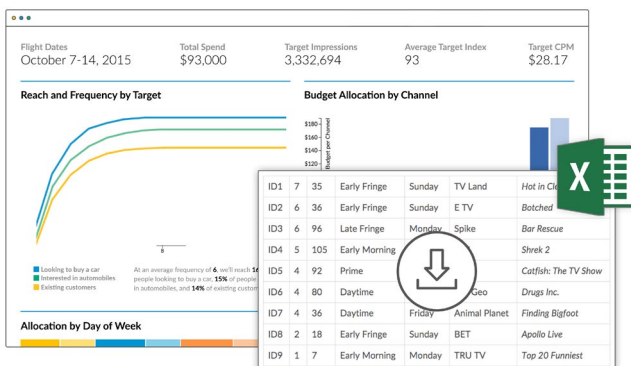 Flight Dates Total Spend Target Impressions Average Target Index Target CPM
October 7-14, 2015 $93,000 3,332,694 93 $28.17
Reach and Frequency by Target
6
Looking to buy a car
Interested in automobiles
Existing customers
At an average frequency of 6, we'll reach 16
people looking to buy a car, 15% of people
in automobiles, and 14% of existing custom
Budget Allocation by Channel
Budget per Channel
$180
$140
$120
Allocation by Day of Week
X
ID1 7 35 Early Fringe Sunday TV Land Hot in Cle
ID2 6 36 Early Fringe Sunday E TV Botched
ID3 6 96 Late Fringe Monday Spike Bar Rescue
ID4 5 105 Early Morning Shrek 2
ID5 4 92 Prime Catfish: The TV Show
ID6 4 80 Daytime Geo Drugs Inc.
ID7 4 36 Daytime Friday Animal Planet Finding Bigfoot
ID8 2 18 Early Fringe Sunday BET Apollo Live
ID9 1 7 Early Morning Monday TRU TV Top 20 Funniest